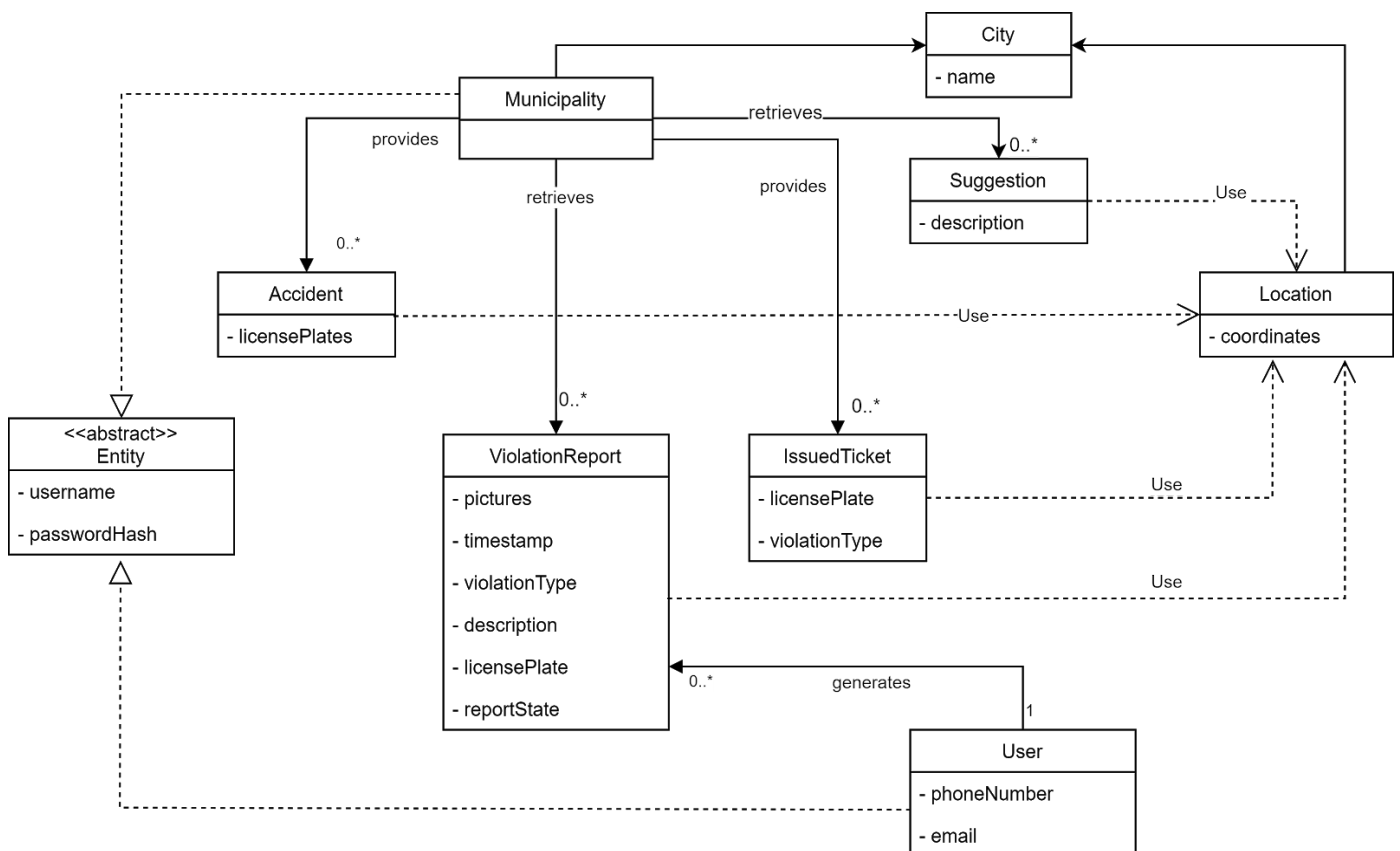 City
- name
Municipality
retrieves
provides
0..*
Suggestion
- description
Use
retrieves
provides
0..*
Accident
- licensePlates
Use
Location
- coordinates
0..*
0..*
<<abstract>>
Entity
- username
- passwordHash
ViolationReport
- pictures
- timestamp
- violationType
- description
- licensePlate
- reportState
IssuedTicket
- licensePlate
- violationType
Use
Use
0..*
generates
1
User
- phoneNumber
- email